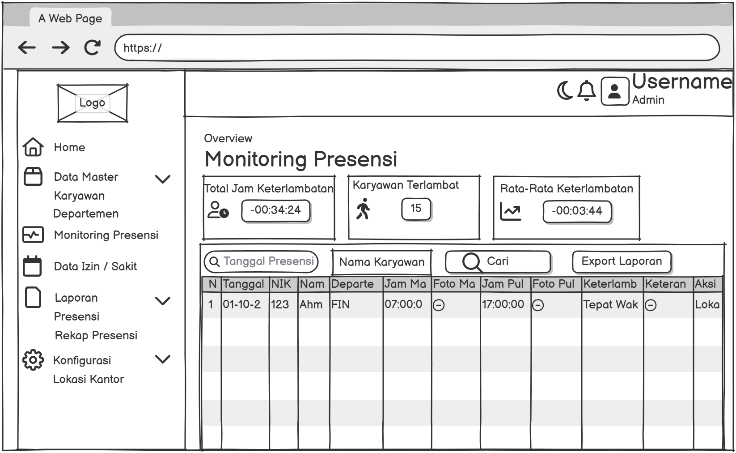 A Web Page
https://
Logo
Username
Admin
Home
Data Master
Karyawan
Departemen
Monitoring Presensi
Data Izin / Sakit
Laporan
Presensi
Rekap Presensi
Konfigurasi
Lokasi Kantor
Overview
Monitoring Presensi
Total Jam Keterlambatan
-00:34:24
Karyawan Terlambat
15
Rata-Rata Keterlambatan
-00:03:44
Tanggal Presensi Nama Karyawan Cari Export Laporan
N Tanggal NIK Nam Departe Jam Ma Foto Ma Jam Pul Foto Pul Keterlamb Keteran Aksi
1 01-10-2 123 Ahm FIN 07:00:0 17:00:00 Tepat Wak Loka